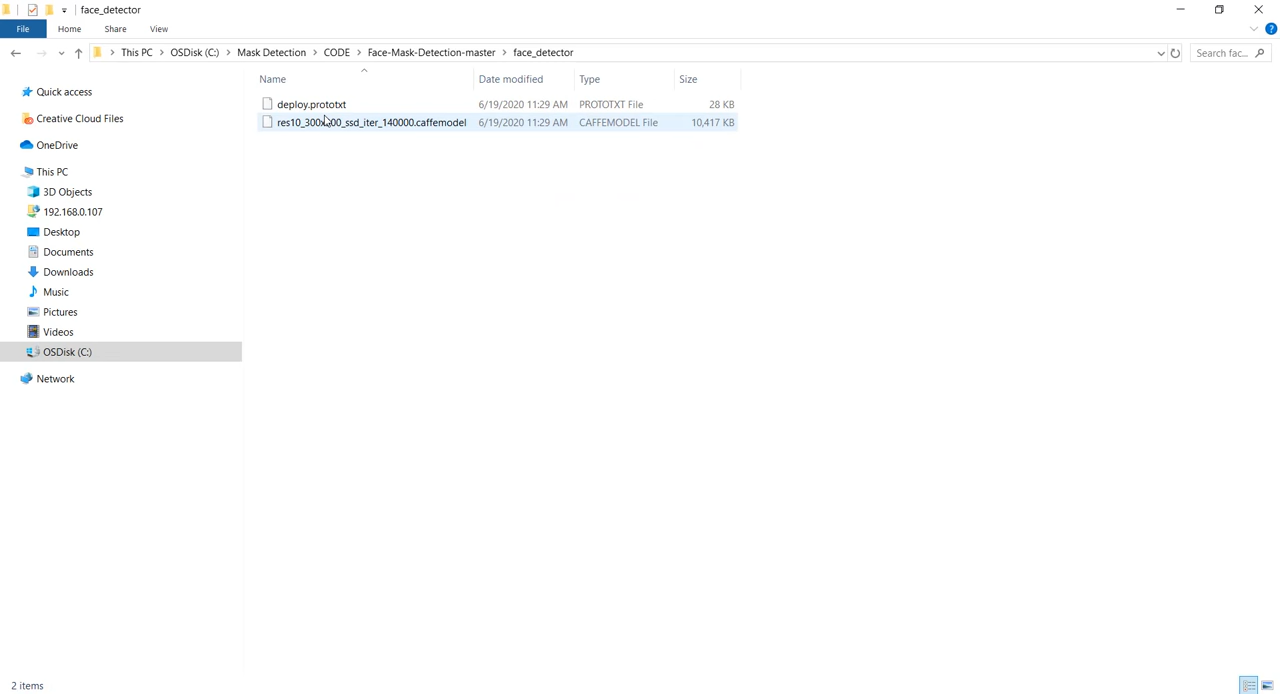 face_detector
File Home Share View
This PC > OSDisk (C:) > Mask Detection > CODE > Face-Mask-Detection-master > face_detector
Search fac...
Name Date modified Type Size
deploy.prototxt 6/19/2020 11:29 AM PROTOTXT File 28 KB
res10_300x300_ssd_iter_140000.caffemodel 6/19/2020 11:29 AM CAFFEMODEL File 10,417 KB
Quick access
Creative Cloud Files
OneDrive
This PC
3D Objects
192.168.0.107
Desktop
Documents
Downloads
Music
Pictures
Videos
OSDisk (C:)
Network
2 items